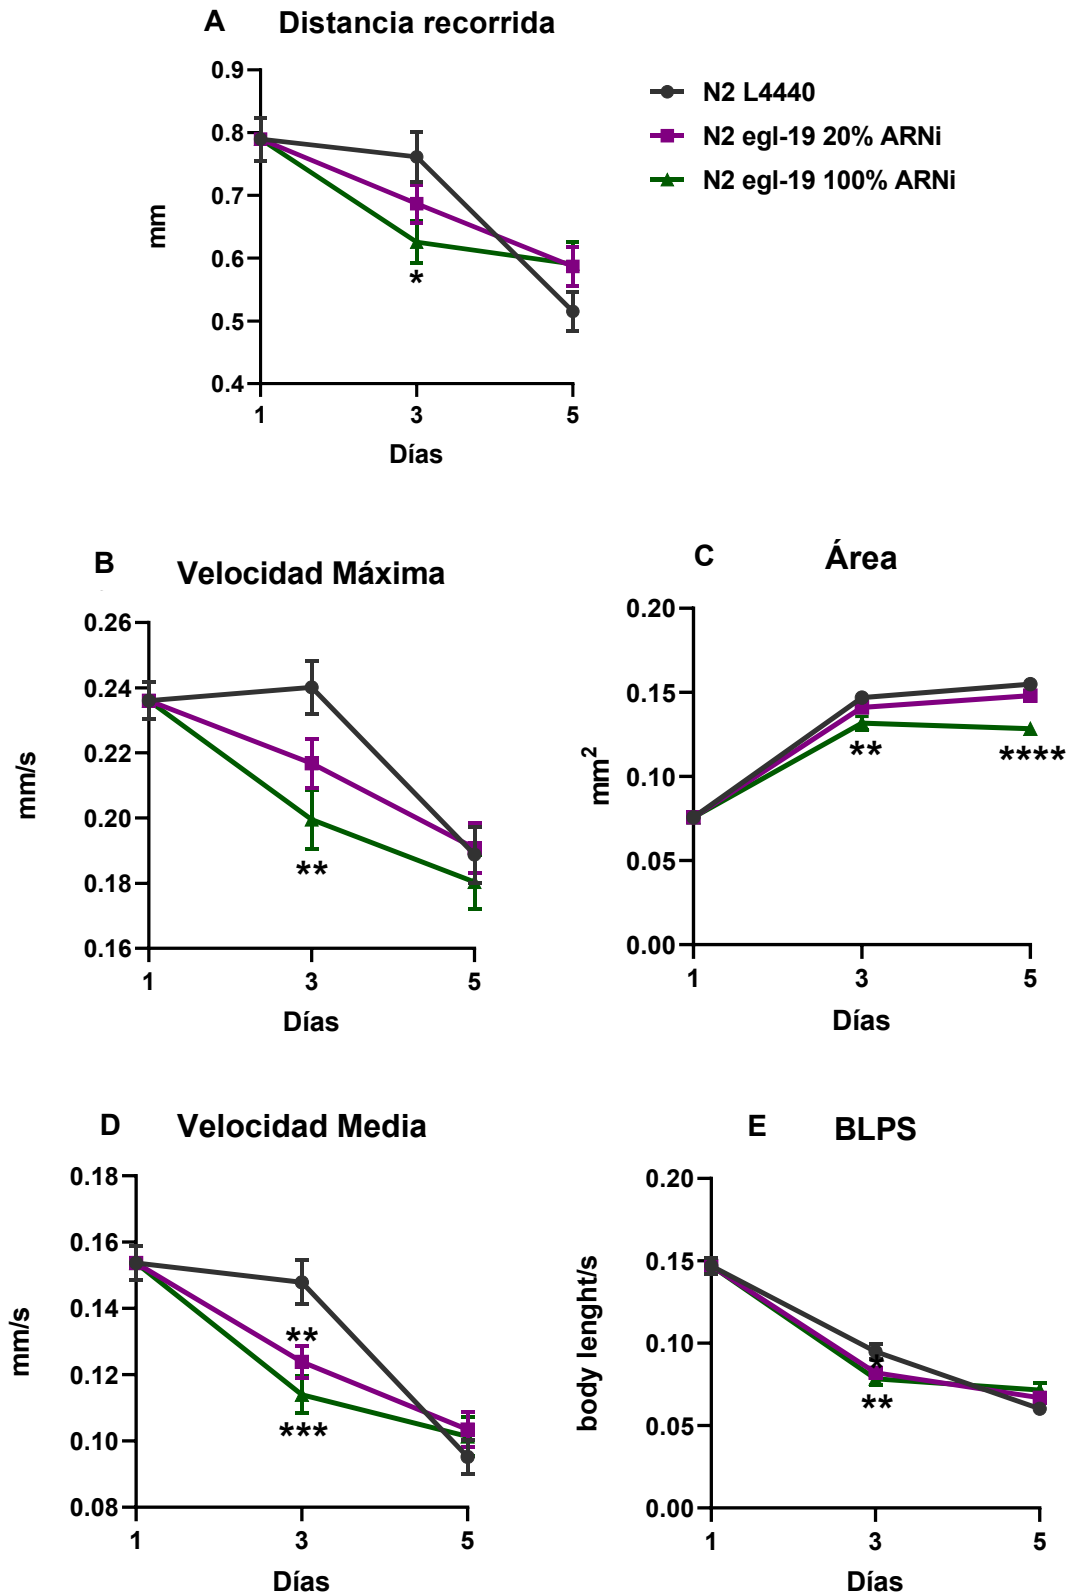 A Distancia recorrida
0.9
0.8
0.7
0.6
0.5
0.4
mm
1 3 5
Días
*
N2 L4440
N2 egl-19 20% ARNi
N2 egl-19 100% ARNi
B Velocidad Máxima
0.26
0.24
0.22
0.20
0.18
0.16
mm/s
1 3 5
Días
**
C Área
0.20
0.15
0.10
0.05
0.00
mm²
1 3 5
Días
** ****
D Velocidad Media
0.18
0.16
0.14
0.12
0.10
0.08
mm/s
1 3 5
Días
**
***
E BLPS
0.20
0.15
0.10
0.05
0.00
body lenght/s
1 3 5
Días
*
**